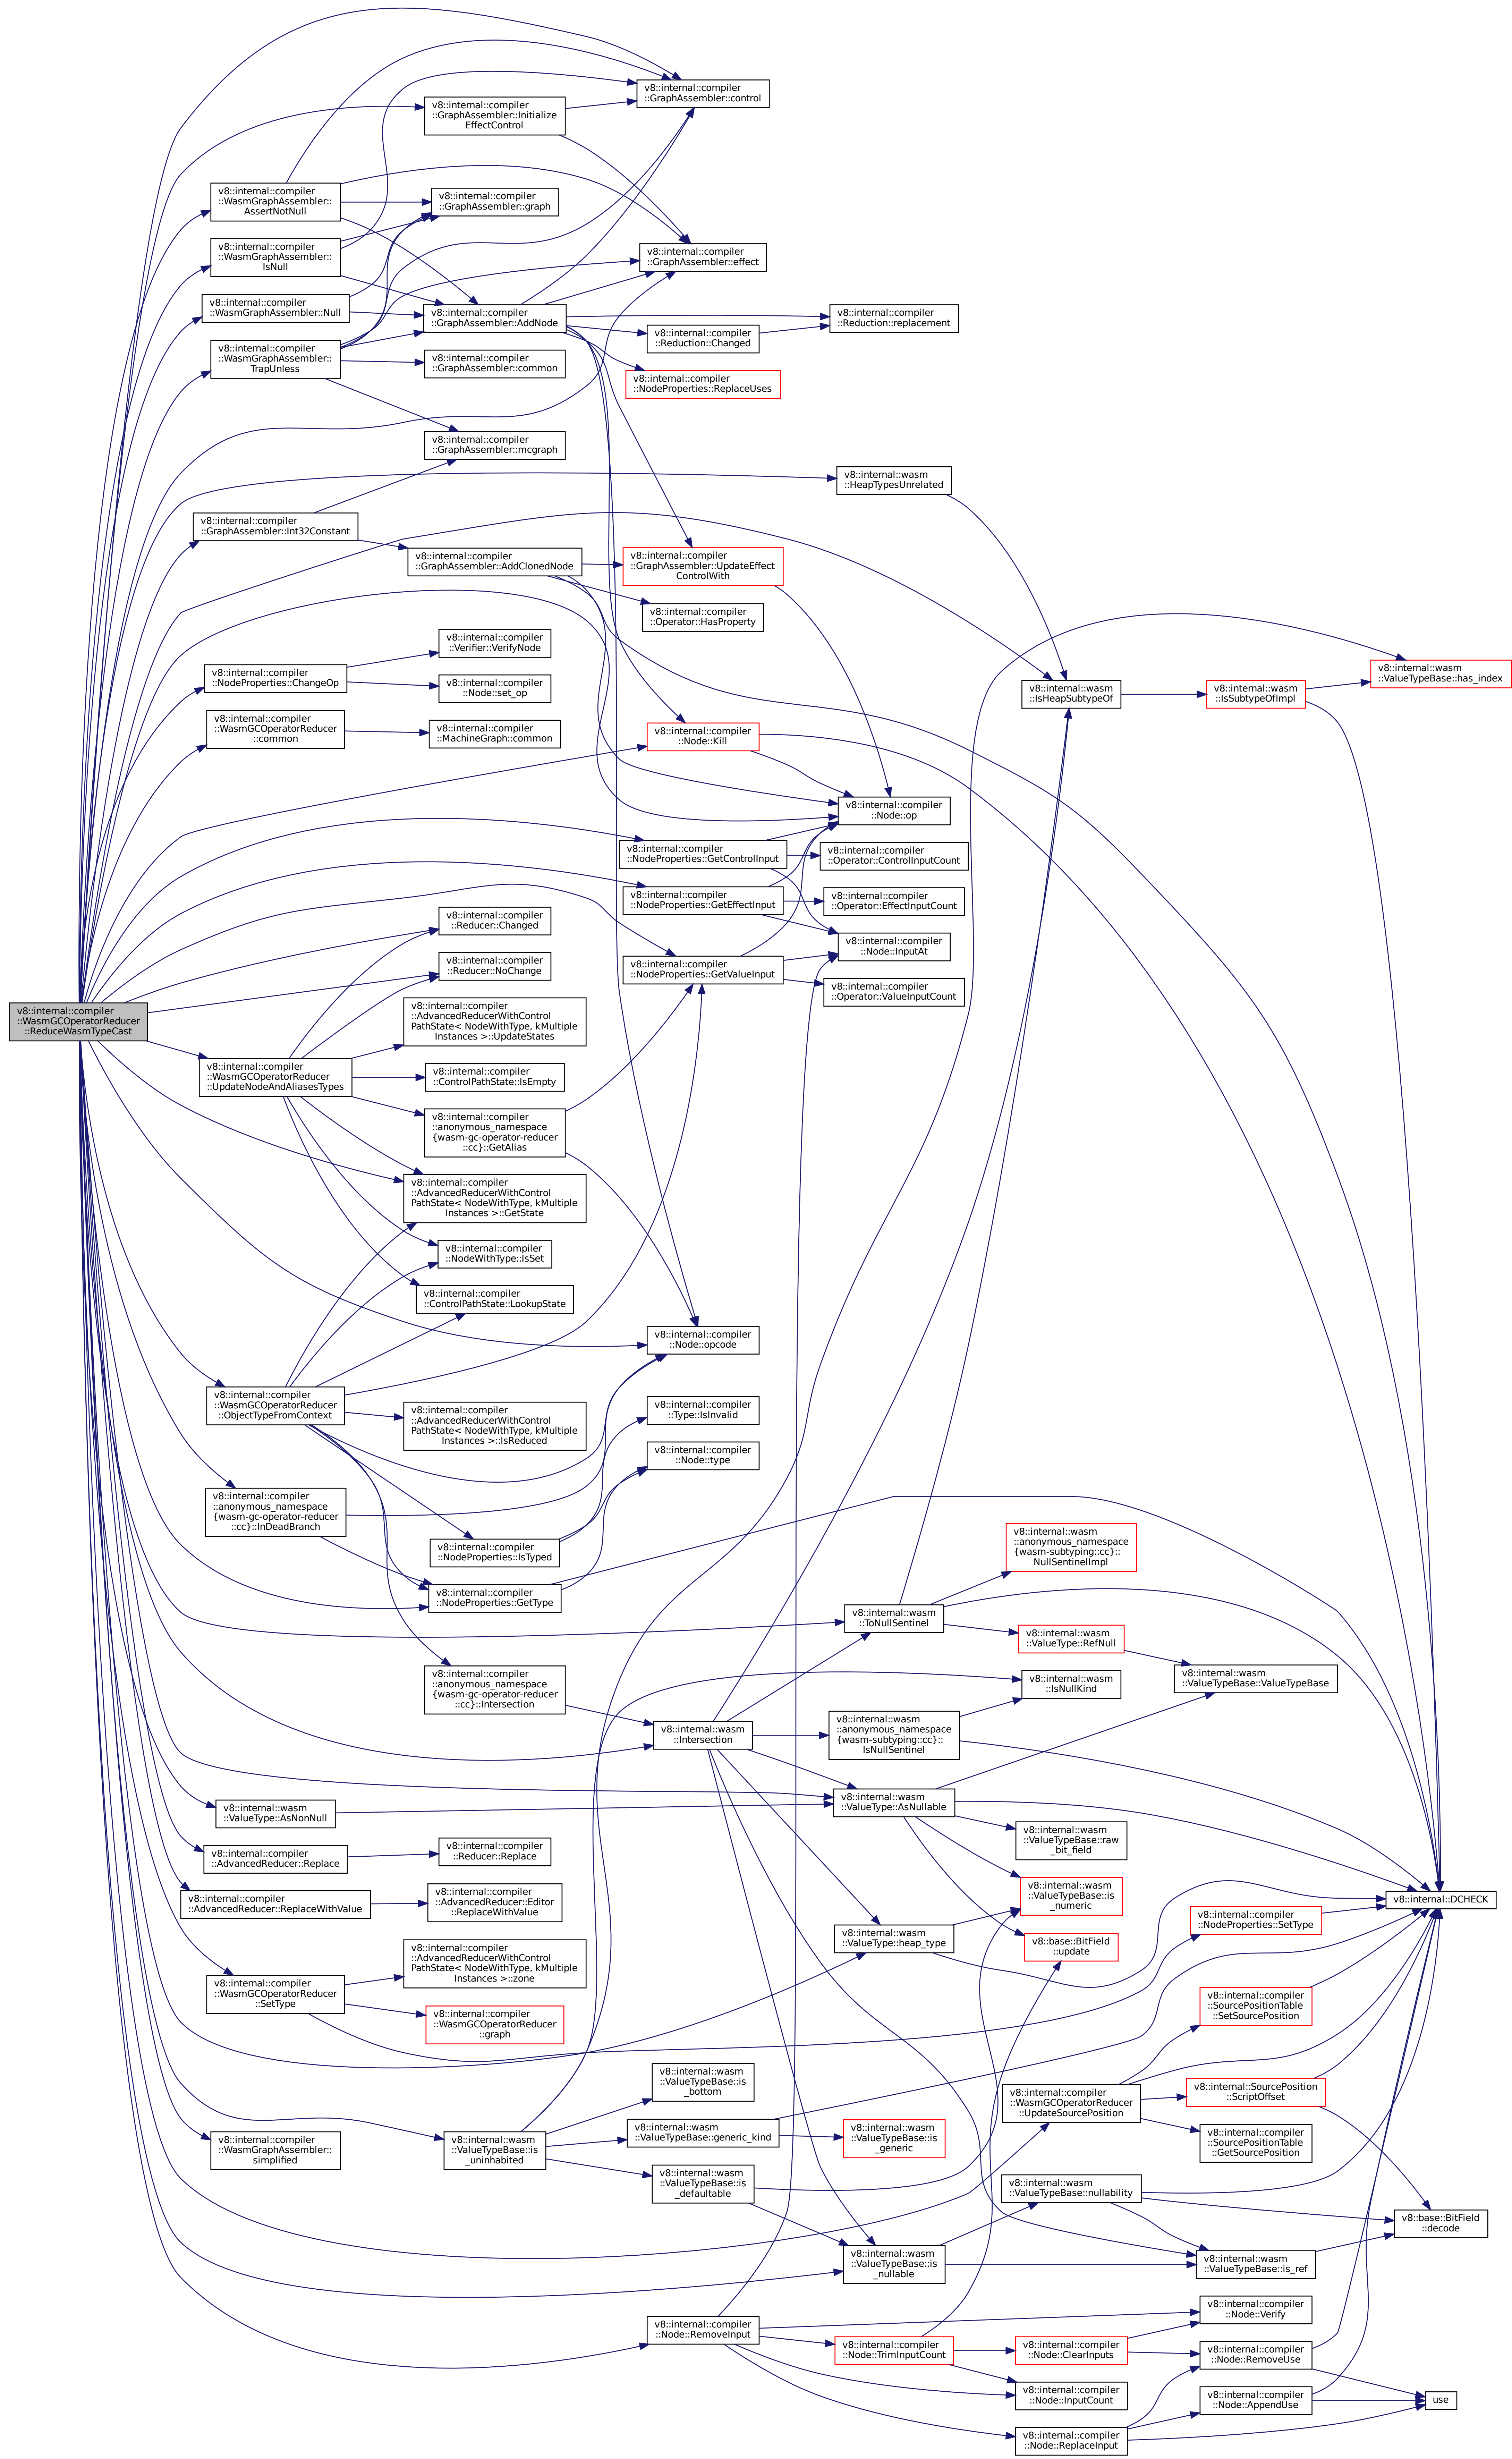 v8::internal::compiler
::WasmGCOperatorReducer
::ReduceWasmTypeCast
v8::internal::compiler
::GraphAssembler::control
v8::internal::compiler
::GraphAssembler::Initialize
EffectControl
v8::internal::compiler
::WasmGraphAssembler::
AssertNotNull
v8::internal::compiler
::GraphAssembler::graph
v8::internal::compiler
::WasmGraphAssembler::
IsNull
v8::internal::compiler
::GraphAssembler::effect
v8::internal::compiler
::WasmGraphAssembler::Null
v8::internal::compiler
::GraphAssembler::AddNode
v8::internal::compiler
::Reduction::replacement
v8::internal::compiler
::Reduction::Changed
v8::internal::compiler
::WasmGraphAssembler::
TrapUnless
v8::internal::compiler
::GraphAssembler::common
v8::internal::compiler
::NodeProperties::ReplaceUses
v8::internal::compiler
::GraphAssembler::mcgraph
v8::internal::wasm
::HeapTypesUnrelated
v8::internal::compiler
::GraphAssembler::Int32Constant
v8::internal::compiler
::GraphAssembler::AddClonedNode
v8::internal::compiler
::GraphAssembler::UpdateEffect
ControlWith
v8::internal::compiler
::Operator::HasProperty
v8::internal::compiler
::Verifier::VerifyNode
v8::internal::compiler
::NodeProperties::ChangeOp
v8::internal::compiler
::Node::set_op
v8::internal::wasm
::IsHeapSubtypeOf
v8::internal::wasm
::IsSubtypeOfImpl
v8::internal::wasm
::ValueTypeBase::has_index
v8::internal::compiler
::WasmGCOperatorReducer
::common
v8::internal::compiler
::MachineGraph::common
v8::internal::compiler
::Node::Kill
v8::internal::compiler
::Node::op
v8::internal::compiler
::NodeProperties::GetControlInput
v8::internal::compiler
::Operator::ControlInputCount
v8::internal::compiler
::NodeProperties::GetEffectInput
v8::internal::compiler
::Operator::EffectInputCount
v8::internal::compiler
::Reducer::Changed
v8::internal::compiler
::Node::InputAt
v8::internal::compiler
::Reducer::NoChange
v8::internal::compiler
::NodeProperties::GetValueInput
v8::internal::compiler
::Operator::ValueInputCount
v8::internal::compiler
::AdvancedReducerWithControl
PathState< NodeWithType, kMultiple
Instances >::UpdateStates
v8::internal::compiler
::WasmGCOperatorReducer
::UpdateNodeAndAliasesTypes
v8::internal::compiler
::ControlPathState::IsEmpty
v8::internal::compiler
::anonymous_namespace
{wasm-gc-operator-reducer
::cc}::GetAlias
v8::internal::compiler
::AdvancedReducerWithControl
PathState< NodeWithType, kMultiple
Instances >::GetState
v8::internal::compiler
::NodeWithType::IsSet
v8::internal::compiler
::ControlPathState::LookupState
v8::internal::compiler
::Node::opcode
v8::internal::compiler
::WasmGCOperatorReducer
::ObjectTypeFromContext
v8::internal::compiler
::AdvancedReducerWithControl
PathState< NodeWithType, kMultiple
Instances >::IsReduced
v8::internal::compiler
::Type::IsInvalid
v8::internal::compiler
::Node::type
v8::internal::compiler
::anonymous_namespace
{wasm-gc-operator-reducer
::cc}::InDeadBranch
v8::internal::compiler
::NodeProperties::IsTyped
v8::internal::compiler
::NodeProperties::GetType
v8::internal::wasm
::anonymous_namespace
{wasm-subtyping::cc}::
NullSentinelImpl
v8::internal::wasm
::ToNullSentinel
v8::internal::wasm
::ValueType::RefNull
v8::internal::wasm
::ValueTypeBase::ValueTypeBase
v8::internal::compiler
::anonymous_namespace
{wasm-gc-operator-reducer
::cc}::Intersection
v8::internal::wasm
::IsNullKind
v8::internal::wasm
::Intersection
v8::internal::wasm
::anonymous_namespace
{wasm-subtyping::cc}::
IsNullSentinel
v8::internal::wasm
::ValueType::AsNonNull
v8::internal::wasm
::ValueType::AsNullable
v8::internal::wasm
::ValueTypeBase::raw
_bit_field
v8::internal::compiler
::AdvancedReducer::Replace
v8::internal::compiler
::Reducer::Replace
v8::internal::wasm
::ValueTypeBase::is
_numeric
v8::internal::DCHECK
v8::internal::compiler
::AdvancedReducer::ReplaceWithValue
v8::internal::compiler
::AdvancedReducer::Editor
::ReplaceWithValue
v8::internal::compiler
::NodeProperties::SetType
v8::internal::wasm
::ValueType::heap_type
v8::base::BitField
::update
v8::internal::compiler
::AdvancedReducerWithControl
PathState< NodeWithType, kMultiple
Instances >::zone
v8::internal::compiler
::WasmGCOperatorReducer
::SetType
v8::internal::compiler
::WasmGCOperatorReducer
::graph
v8::internal::compiler
::SourcePositionTable
::SetSourcePosition
v8::internal::wasm
::ValueTypeBase::is
_bottom
v8::internal::compiler
::WasmGCOperatorReducer
::UpdateSourcePosition
v8::internal::SourcePosition
::ScriptOffset
v8::internal::compiler
::WasmGraphAssembler::
simplified
v8::internal::wasm
::ValueTypeBase::is
_uninhabited
v8::internal::wasm
::ValueTypeBase::generic_kind
v8::internal::wasm
::ValueTypeBase::is
_generic
v8::internal::compiler
::SourcePositionTable
::GetSourcePosition
v8::internal::wasm
::ValueTypeBase::is
_defaultable
v8::internal::wasm
::ValueTypeBase::nullability
v8::base::BitField
::decode
v8::internal::wasm
::ValueTypeBase::is
_nullable
v8::internal::wasm
::ValueTypeBase::is_ref
v8::internal::compiler
::Node::Verify
v8::internal::compiler
::Node::RemoveInput
v8::internal::compiler
::Node::TrimInputCount
v8::internal::compiler
::Node::ClearInputs
v8::internal::compiler
::Node::RemoveUse
v8::internal::compiler
::Node::InputCount
v8::internal::compiler
::Node::AppendUse
use
v8::internal::compiler
::Node::ReplaceInput